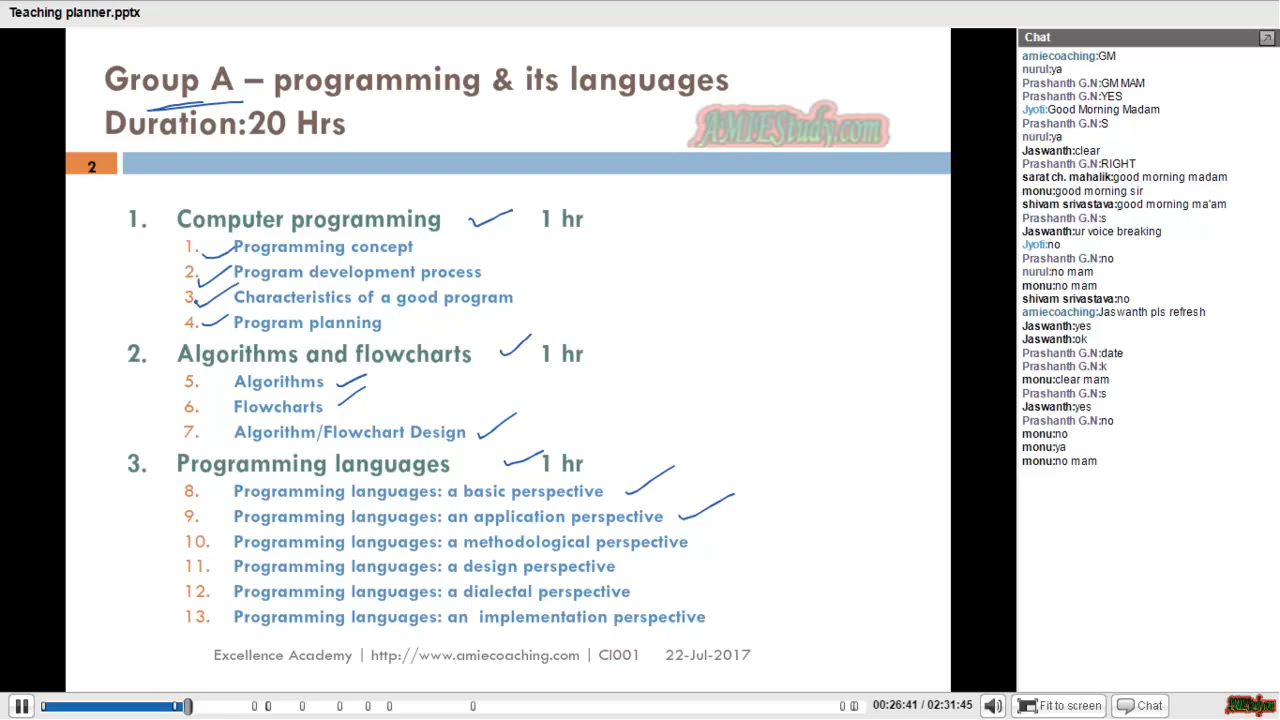 Teaching planner.pptx
Group A – programming & its languages
Duration:20 Hrs
AMIEStudy.com
2
1. Computer programming 1 hr
1. Programming concept
2. Program development process
3. Characteristics of a good program
4. Program planning
2. Algorithms and flowcharts 1 hr
5. Algorithms
6. Flowcharts
7. Algorithm/Flowchart Design
3. Programming languages 1 hr
8. Programming languages: a basic perspective
9. Programming languages: an application perspective
10. Programming languages: a methodological perspective
11. Programming languages: a design perspective
12. Programming languages: a dialectal perspective
13. Programming languages: an implementation perspective
Excellence Academy | http://www.amiecoaching.com | CI001 22-Jul-2017
Chat
amiecoaching:GM
nurul:ya
Prashanth G.N:GM MAM
Prashanth G.N:YES
Jyoti:Good Morning Madam
Prashanth G.N:S
nurul:ya
Jaswanth:clear
Prashanth G.N:RIGHT
sarat ch. mahalik:good morning madam
monu:good morning sir
shivam srivastava:good morning ma'am
Prashanth G.N:s
Jaswanth:ur voice breaking
Jyoti:no
Prashanth G.N:no
nurul:no mam
monu:no mam
shivam srivastava:no
amiecoaching:Jaswanth pls refresh
Jaswanth:yes
Jaswanth:ok
Prashanth G.N:date
Prashanth G.N:k
monu:clear mam
Prashanth G.N:s
Jaswanth:yes
Prashanth G.N:no
monu:no
monu:ya
monu:no mam
00:26:41 / 02:31:45
Fit to screen
Chat
AMIEStudy.com